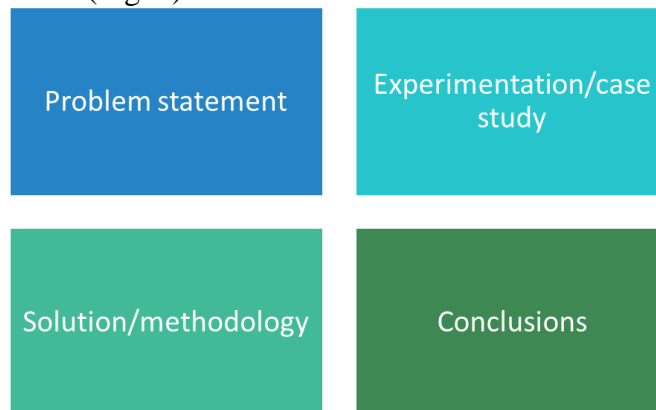 Problem statement
Experimentation/case
study
Solution/methodology
Conclusions